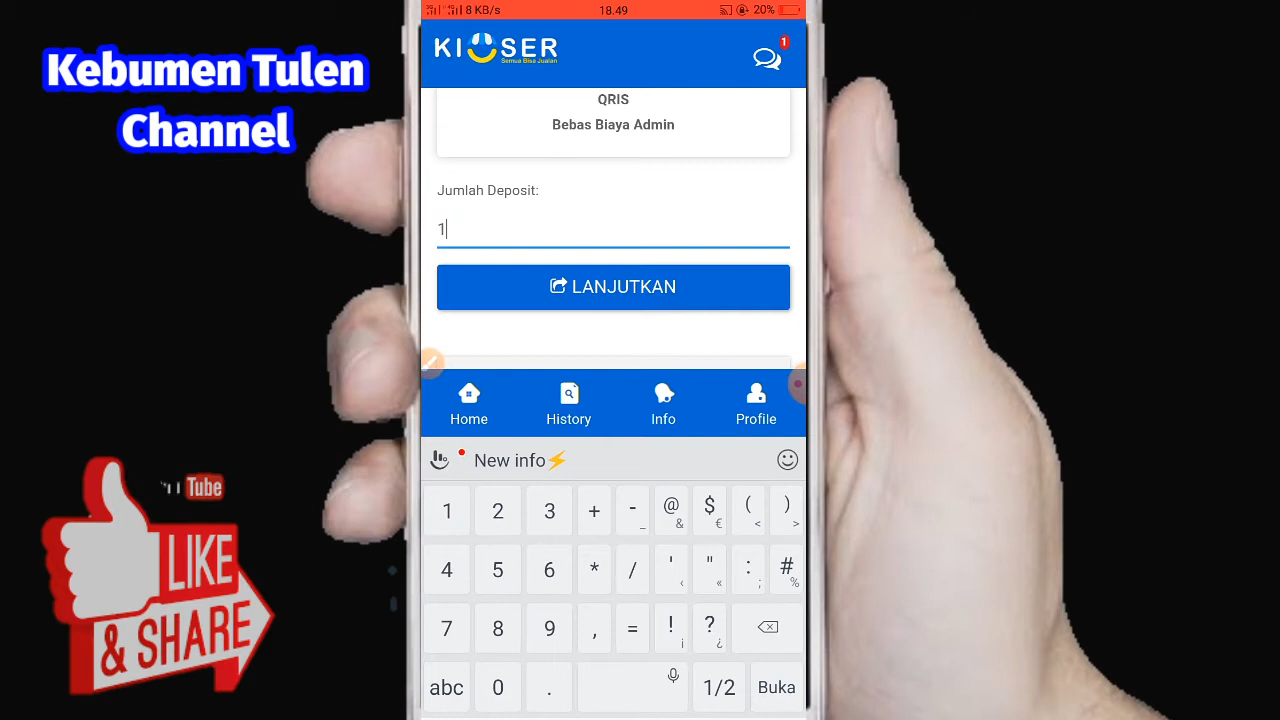 Kebumen Tulen
Channel
8 KB/s
18.49
20%
KIOSER
Semua Bisa Jualan
1
QRIS
Bebas Biaya Admin
Jumlah Deposit:
1
LANJUTKAN
Home
History
Info
Profile
New info⚡
1 2 3 + - _ @ & $ € ( < ) >
4 5 6 * / ' ‹ " « : ; # %
7 8 9 , = ! ¡ ? ¿
abc 0 . 1/2 Buka
Tube
LIKE
& SHARE